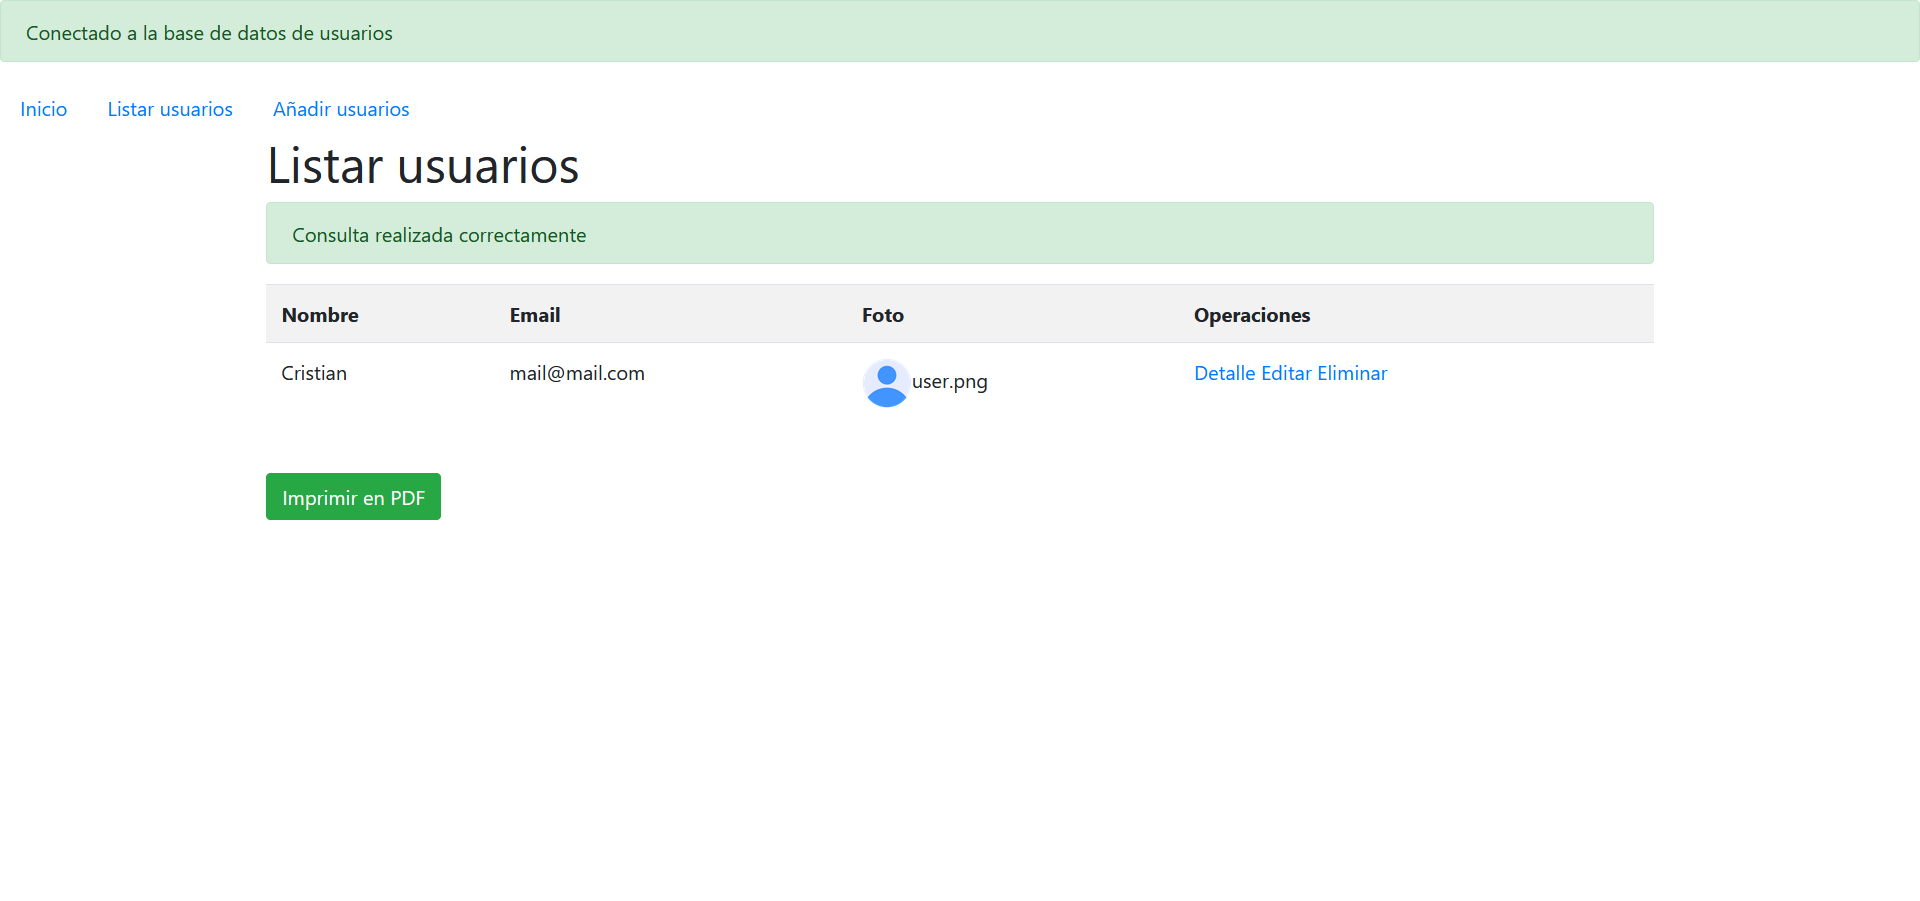 Conectado a la base de datos de usuarios
Inicio Listar usuarios Añadir usuarios
Listar usuarios
Consulta realizada correctamente
Nombre Email Foto Operaciones
Cristian mail@mail.com user.png Detalle Editar Eliminar
Imprimir en PDF